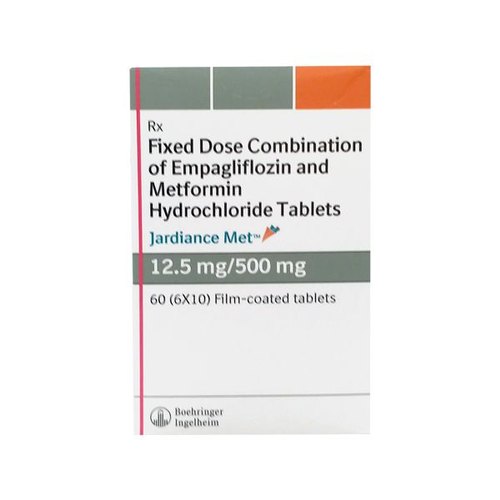 Rx
Fixed Dose Combination
of Empagliflozin and
Metformin
Hydrochloride Tablets
Jardiance Met™
12.5 mg/500 mg
60 (6X10) Film-coated tablets
Boehringer
Ingelheim